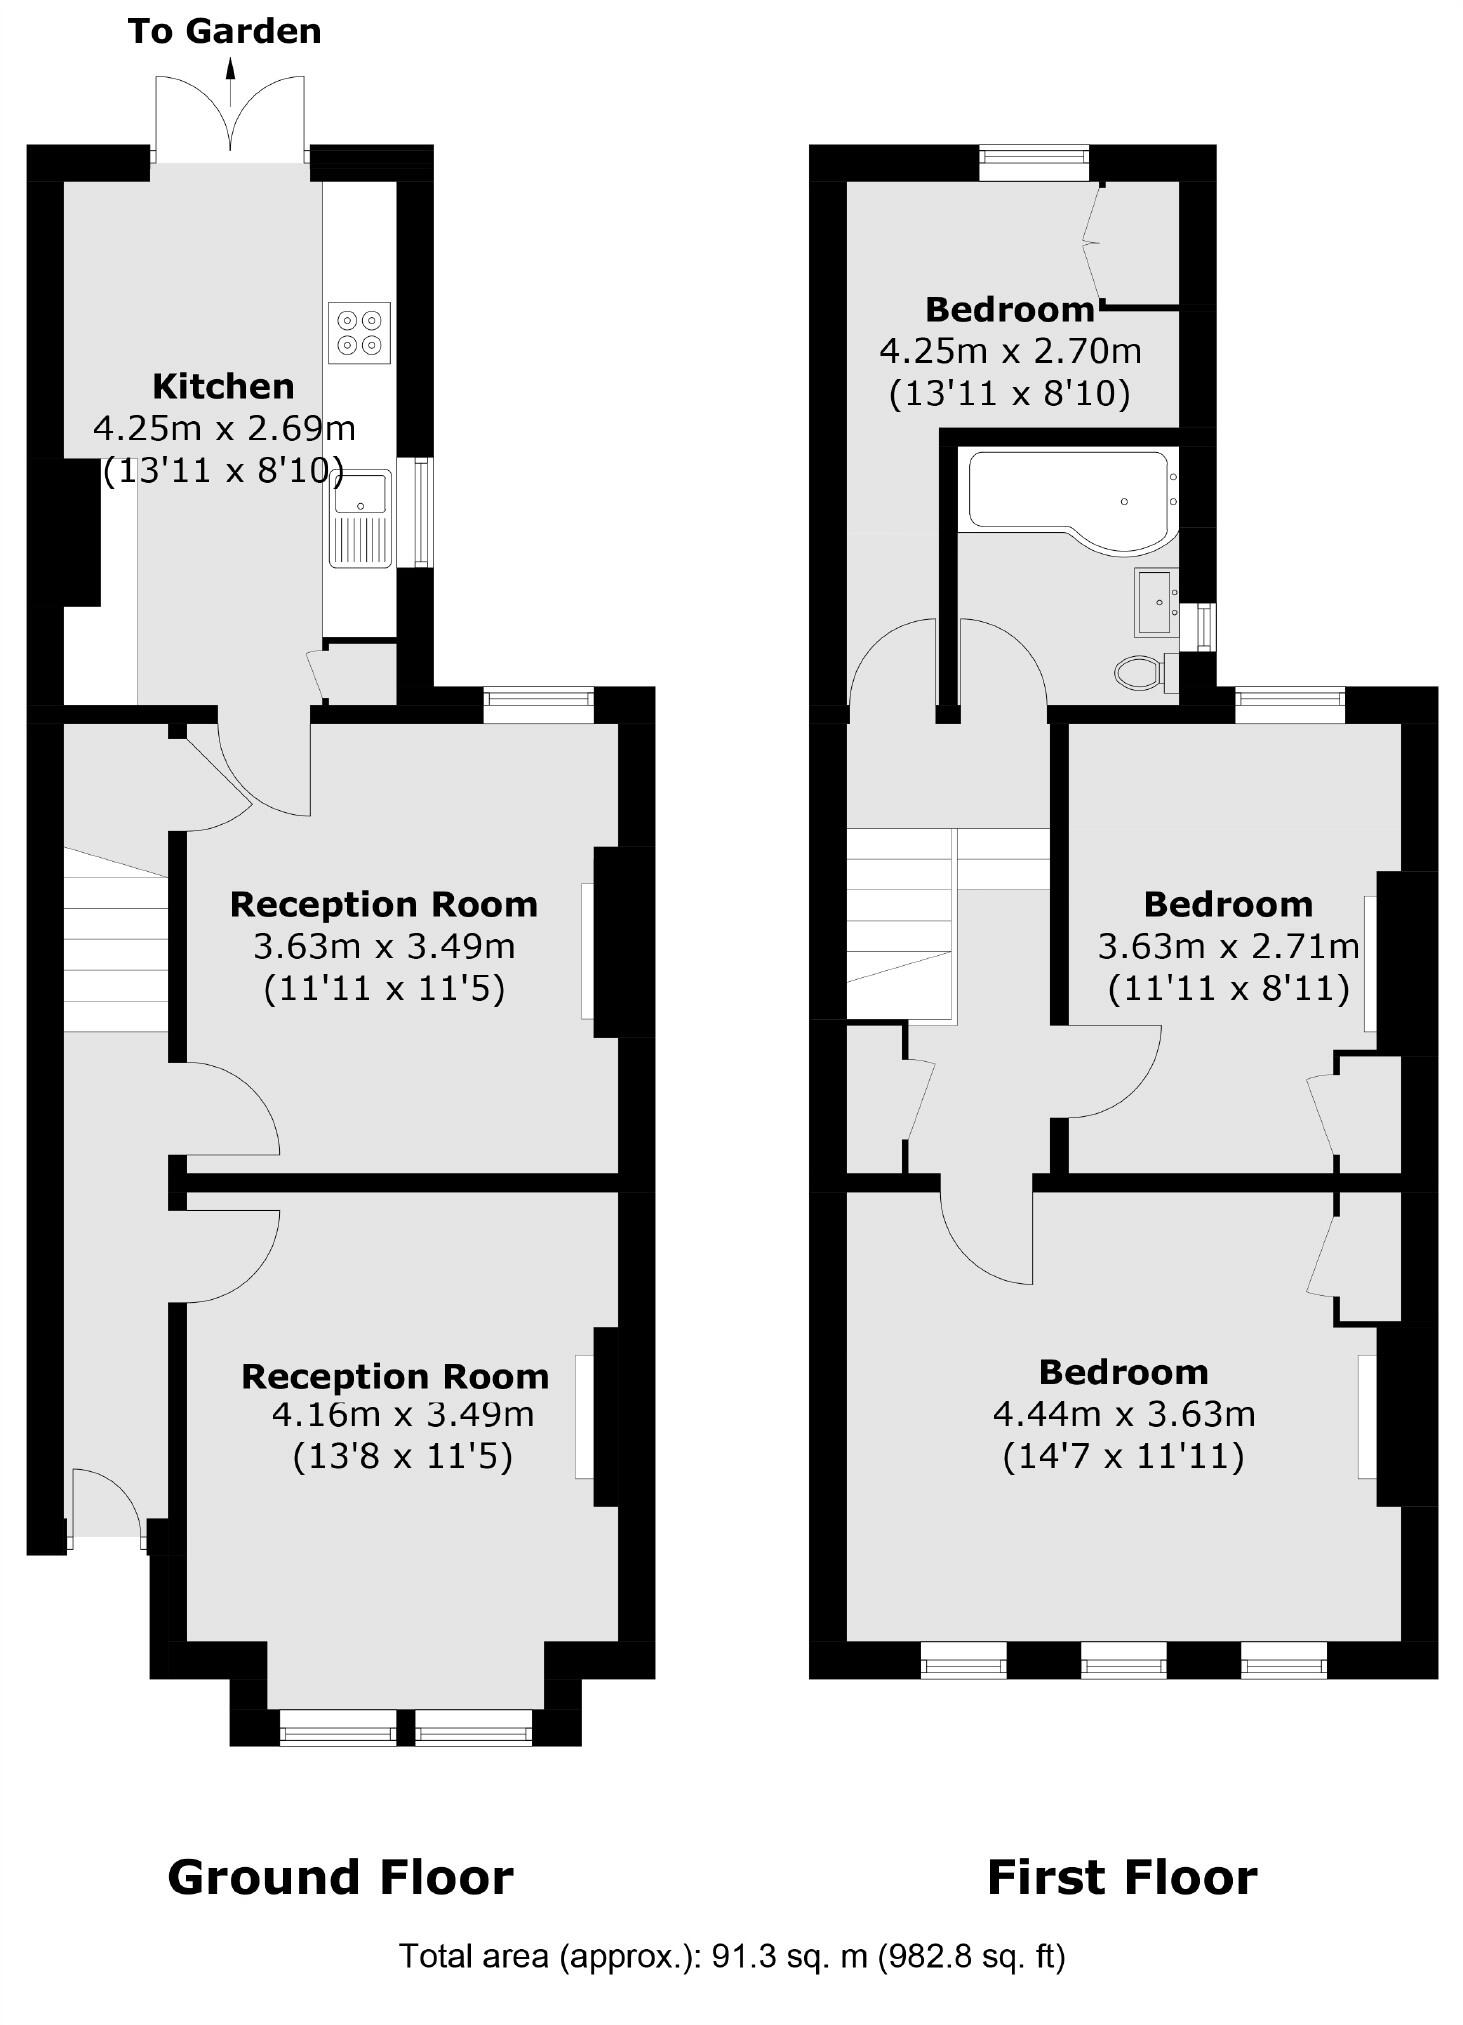 To Garden
Kitchen
4.25m x 2.69m
(13'11 x 8'10)
Reception Room
3.63m x 3.49m
(11'11 x 11'5)
Reception Room
4.16m x 3.49m
(13'8 x 11'5)
Ground Floor
Bedroom
4.25m x 2.70m
(13'11 x 8'10)
Bedroom
3.63m x 2.71m
(11'11 x 8'11)
Bedroom
4.44m x 3.63m
(14'7 x 11'11)
First Floor
Total area (approx.): 91.3 sq. m (982.8 sq. ft)